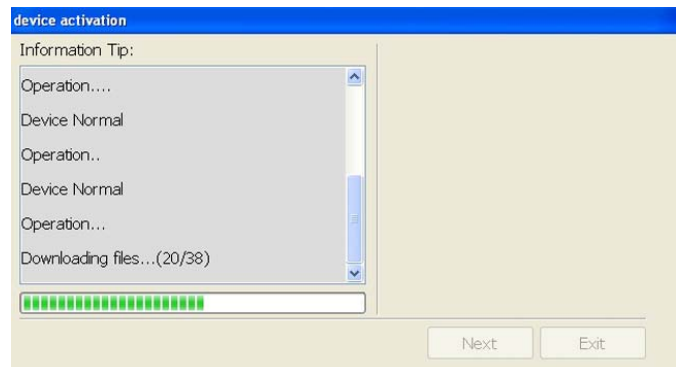 device activation
Information Tip:
Operation....
Device Normal
Operation..
Device Normal
Operation...
Downloading files...(20/38)
Next
Exit